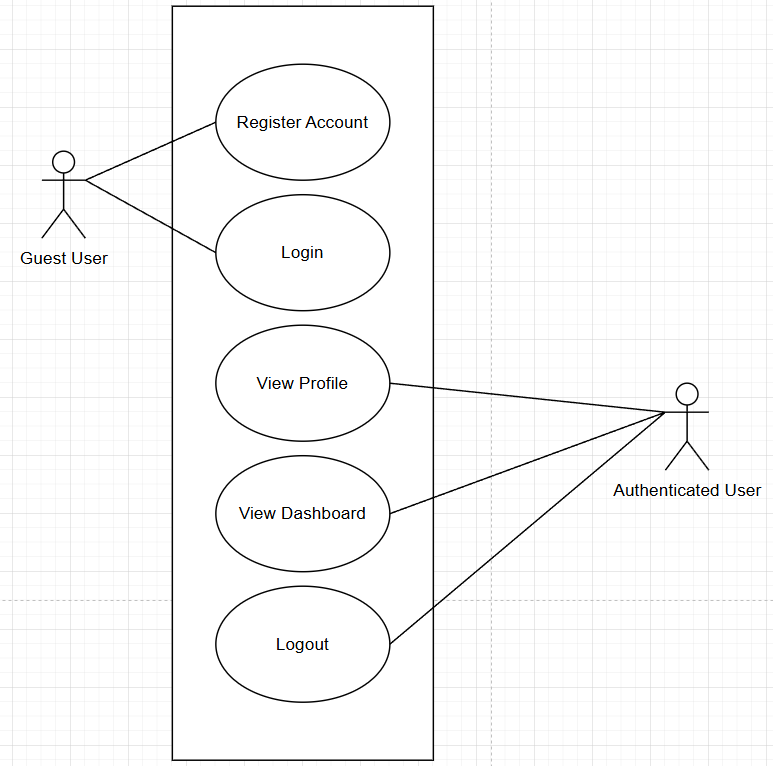 Register Account
Guest User
Login
View Profile
Authenticated User
View Dashboard
Logout